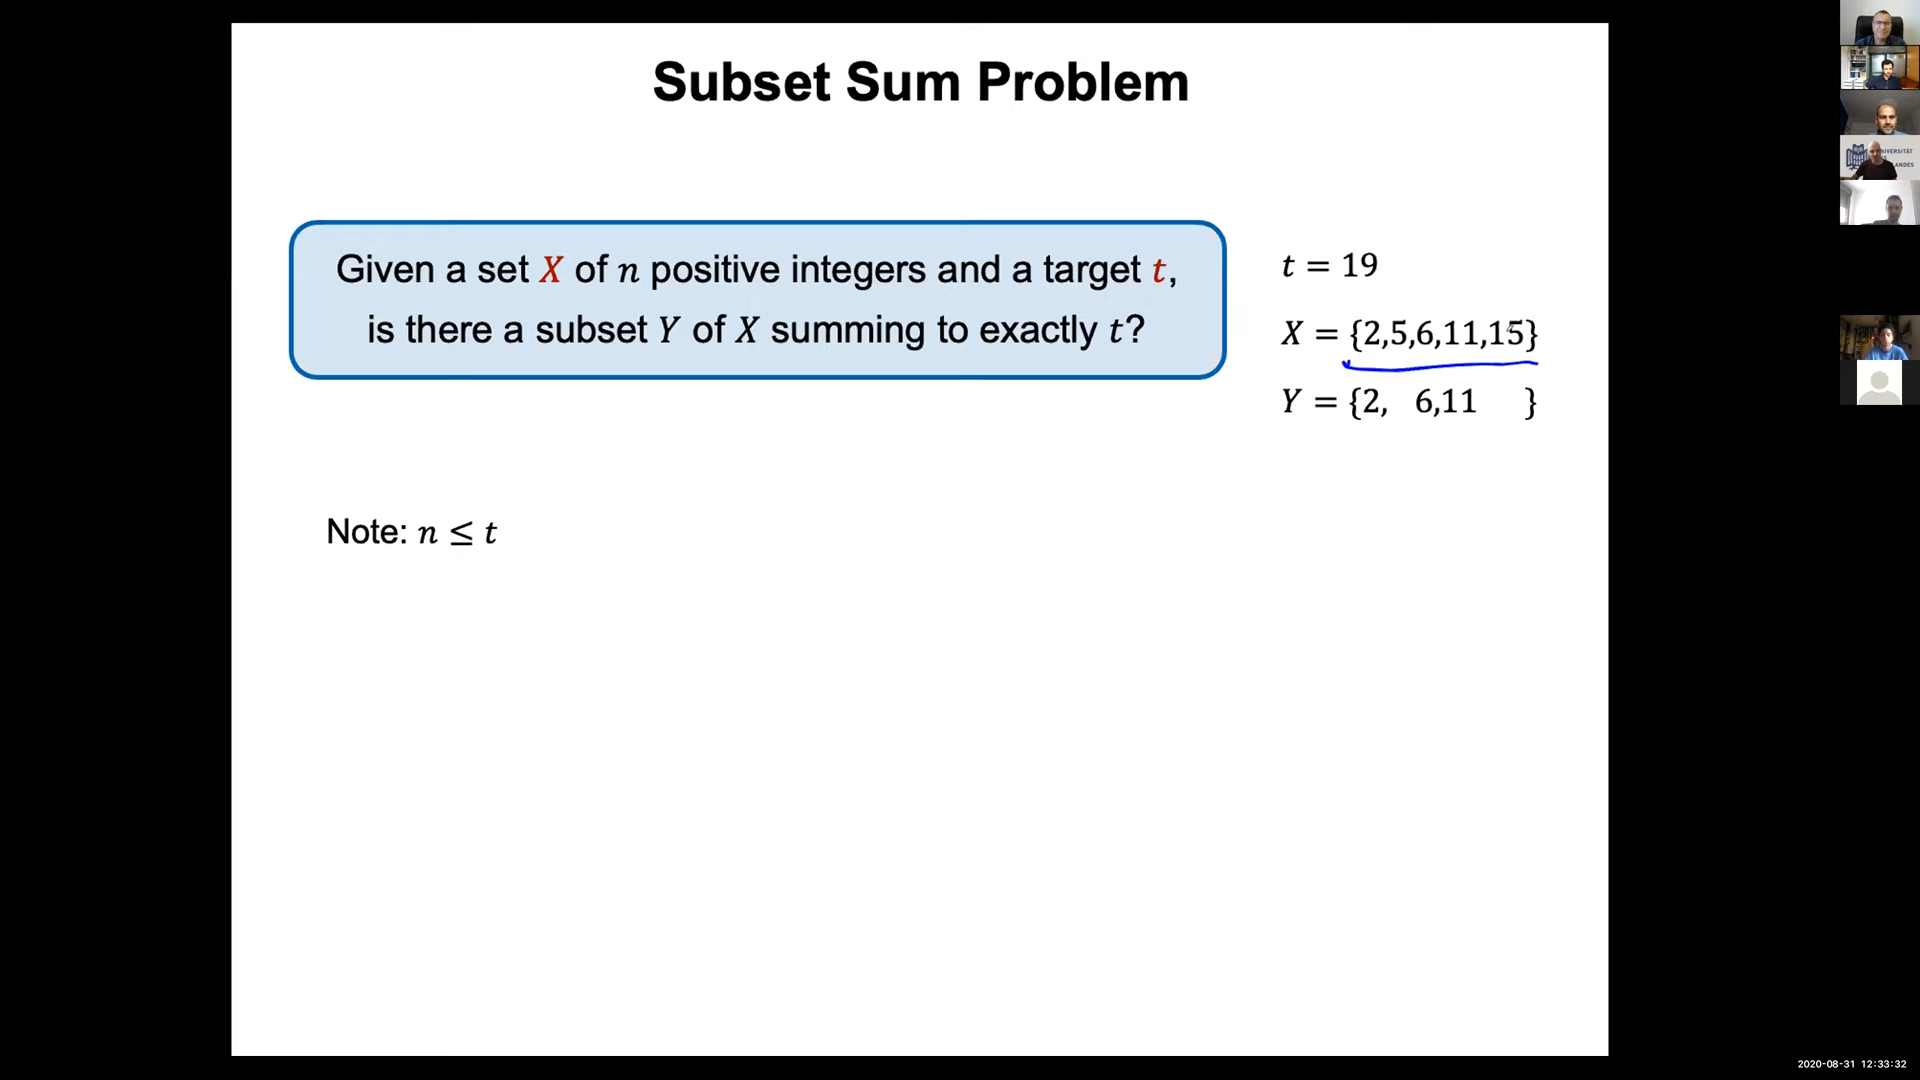 Subset Sum Problem
Given a set X of n positive integers and a target t,
is there a subset Y of X summing to exactly t?
t = 19
X = {2,5,6,11,15}
Y = {2, 6,11 }
Note: n ≤ t
2020-08-31 12:33:32